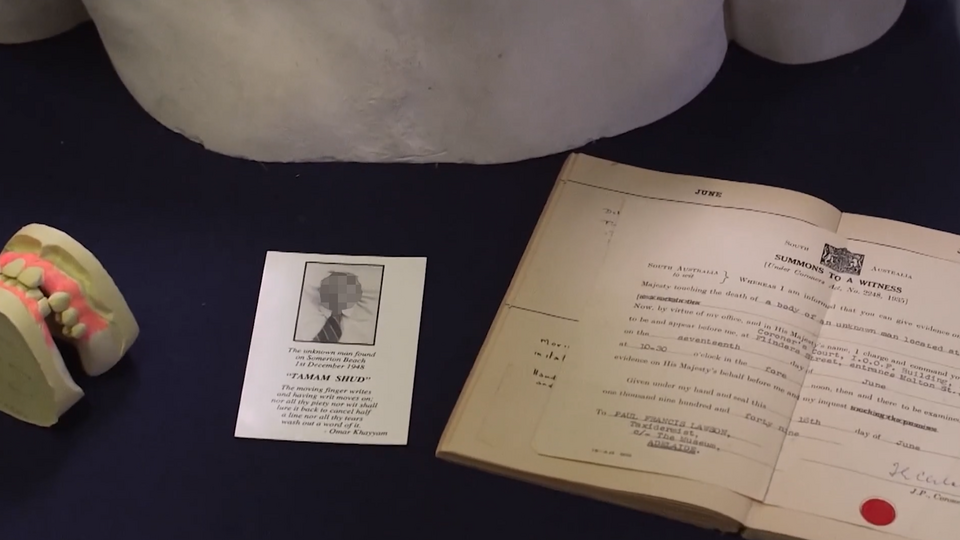 The unknown man found
on Somerton Beach
1st December 1948
"TAMAM SHUD"
The moving finger writes
and having writ moves on;
nor all thy piety nor wit shall
lure it back to cancel half
a line nor all thy tears
wash out a word of it.
- Omar Khayyam
JUNE
SOUTH AUSTRALIA
SUMMONS TO A WITNESS
[Under Coroners Act, No. 2248, 1935]
SOUTH AUSTRALIA
to wit
} WHEREAS I am informed that you can give evidence
Majesty touching the death of a body of an unknown man located at
Now, by virtue of my office, and in His Majesty's name, I charge and command
to be and appear before me, at Coroner's Court, I.O.O.F. Building,
Flinders Street, entrance Molton St.
on the seventeenth day of June
at 10-30 o'clock in the fore noon, then and there to be examined
evidence on His Majesty's behalf before me and my inquest
Given under my hand and seal this 16th day of June
one thousand nine hundred and forty nine
To PAUL FRANCIS LAWSON,
Taxidermist,
c/- The Museum,
ADELAIDE.
J.P., Coroner